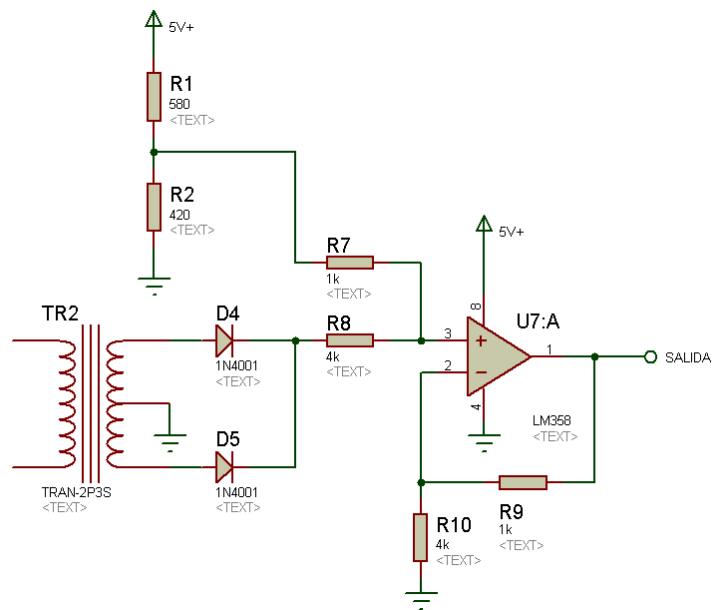 5V+
R1
580
<TEXT>
R2
420
<TEXT>
5V+
R7
1k
<TEXT>
TR2
D4
R8
8
U7:A
3
1
SALIDA
1N4001
<TEXT>
4k
<TEXT>
2
4
LM358
<TEXT>
D5
TRAN-2P3S
<TEXT>
1N4001
<TEXT>
R10
4k
<TEXT>
R9
1k
<TEXT>